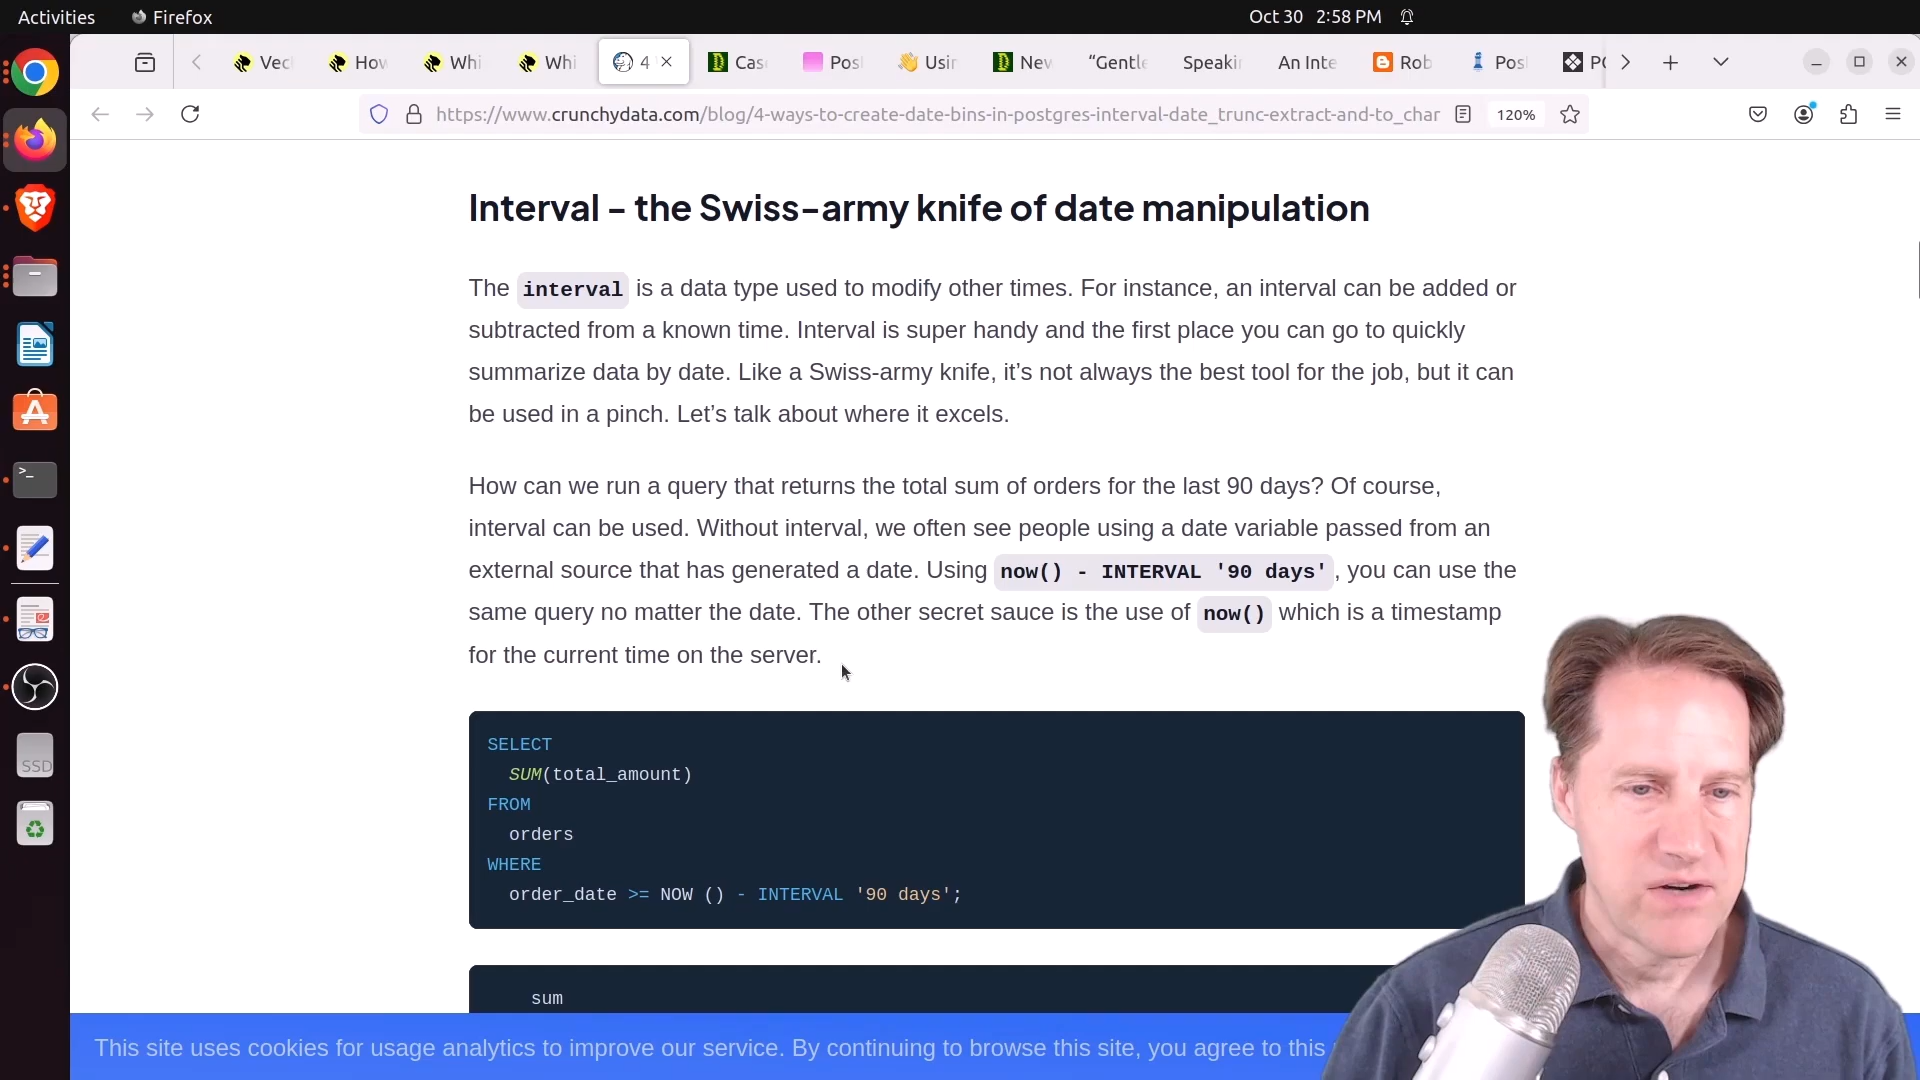 Activities
Firefox
Oct 30 2:58 PM
Vec
How
Whi
Whi
4
Cas
Pos
Usin
New
“Gentle
Speaki
An Inte
Rob
Pos
PG
https://www.crunchydata.com/blog/4-ways-to-create-date-bins-in-postgres-interval-date_trunc-extract-and-to_char
120%
Interval – the Swiss-army knife of date manipulation
The interval is a data type used to modify other times. For instance, an interval can be added or
subtracted from a known time. Interval is super handy and the first place you can go to quickly
summarize data by date. Like a Swiss-army knife, it’s not always the best tool for the job, but it can
be used in a pinch. Let’s talk about where it excels.
How can we run a query that returns the total sum of orders for the last 90 days? Of course,
interval can be used. Without interval, we often see people using a date variable passed from an
external source that has generated a date. Using now() - INTERVAL '90 days', you can use the
same query no matter the date. The other secret sauce is the use of now() which is a timestamp
for the current time on the server.
SELECT
SUM(total_amount)
FROM
orders
WHERE
order_date >= NOW () - INTERVAL '90 days';
sum
This site uses cookies for usage analytics to improve our service. By continuing to browse this site, you agree to this
SSD